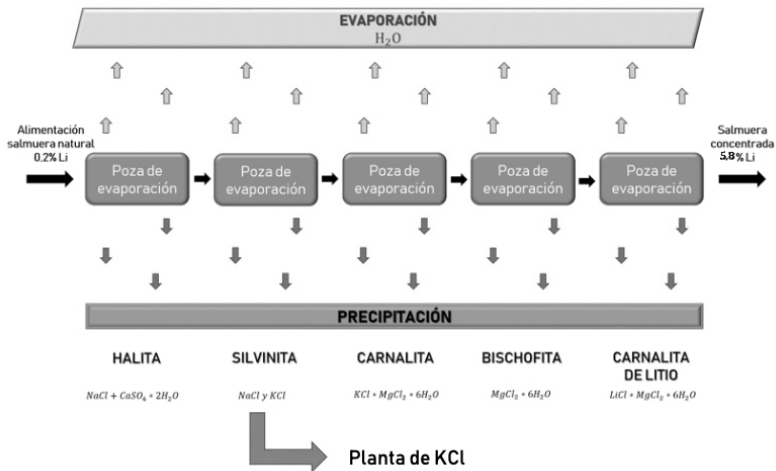 EVAPORACIÓN
H₂O
Alimentación
salmuera natural
0.2% Li
Salmuera
concentrada
5,8% Li
Poza de
evaporación
Poza de
evaporación
Poza de
evaporación
Poza de
evaporación
Poza de
evaporación
PRECIPITACIÓN
HALITA
SILVINITA
CARNALITA
BISCHOFITA
CARNALITA
DE LITIO
NaCl + CaSO₄ * 2H₂O
NaCl y KCl
KCl * MgCl₂ * 6H₂O
MgCl₂ * 6H₂O
LiCl * MgCl₂ * 6H₂O
Planta de KCl